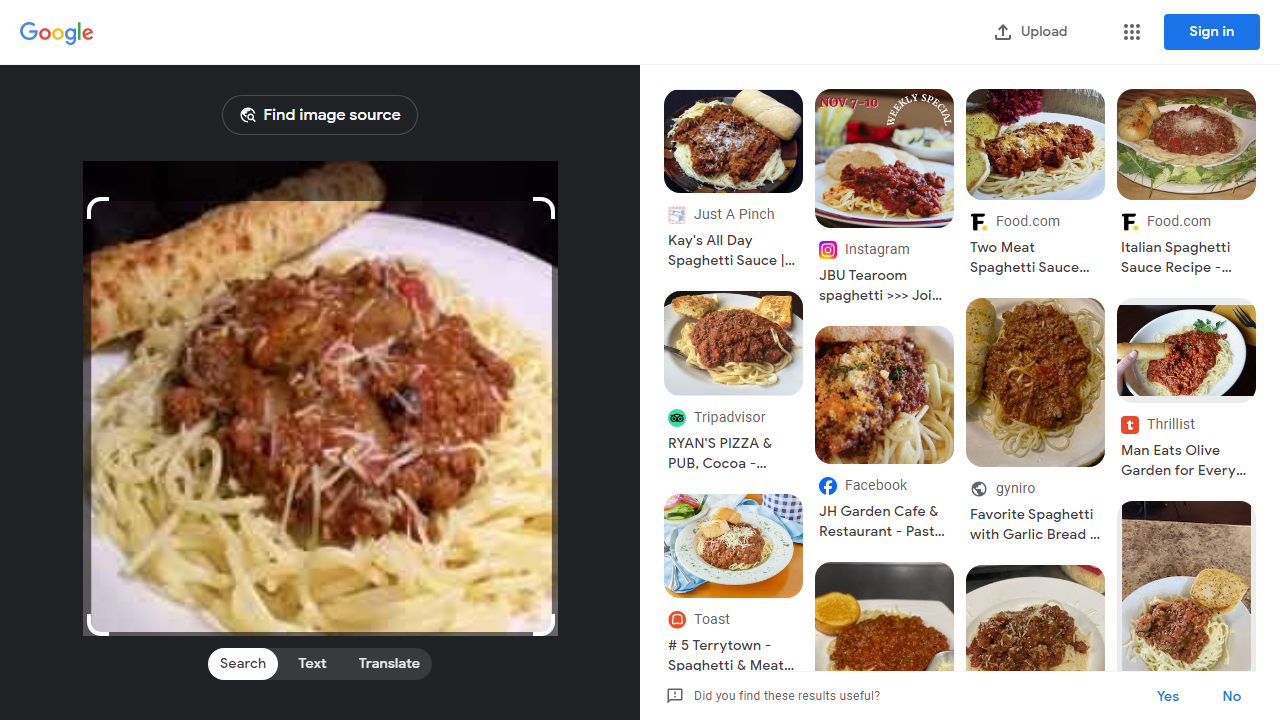 Google
Upload
Sign in
Find image source
Search
Text
Translate
Just A Pinch
Kay's All Day
Spaghetti Sauce |...
Tripadvisor
RYAN'S PIZZA &
PUB, Cocoa -...
Toast
# 5 Terrytown -
Spaghetti & Meat...
NOV 7-10
WEEKLY SPECIAL
Instagram
JBU Tearoom
spaghetti >>> Joi...
Facebook
JH Garden Cafe &
Restaurant - Past...
Food.com
Two Meat
Spaghetti Sauce...
gyniro
Favorite Spaghetti
with Garlic Bread ...
Food.com
Italian Spaghetti
Sauce Recipe -...
Thrillist
Man Eats Olive
Garden for Every...
Did you find these results useful?
Yes
No